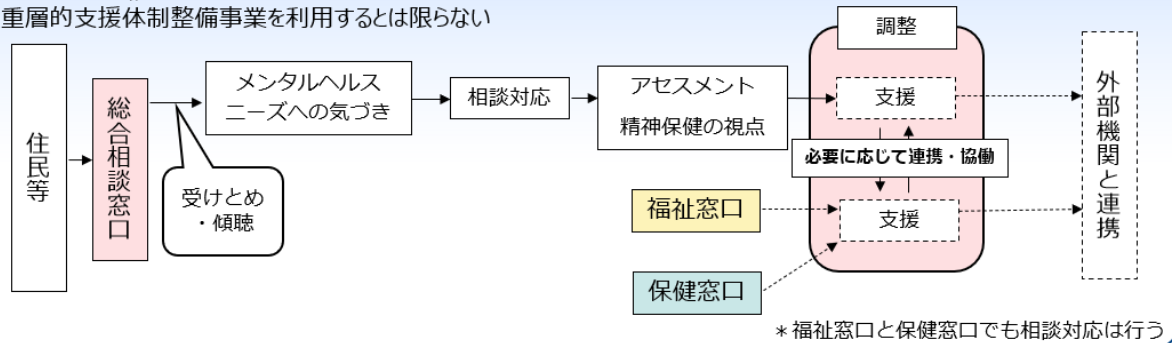 重層的支援体制整備事業を利用するとは限らない
住民等
総合相談窓口
受けとめ
・傾聴
メンタルヘルス
ニーズへの気づき
相談対応
アセスメント
精神保健の視点
調整
支援
必要に応じて連携・協働
支援
福祉窓口
保健窓口
外部機関と連携
＊福祉窓口と保健窓口でも相談対応は行う